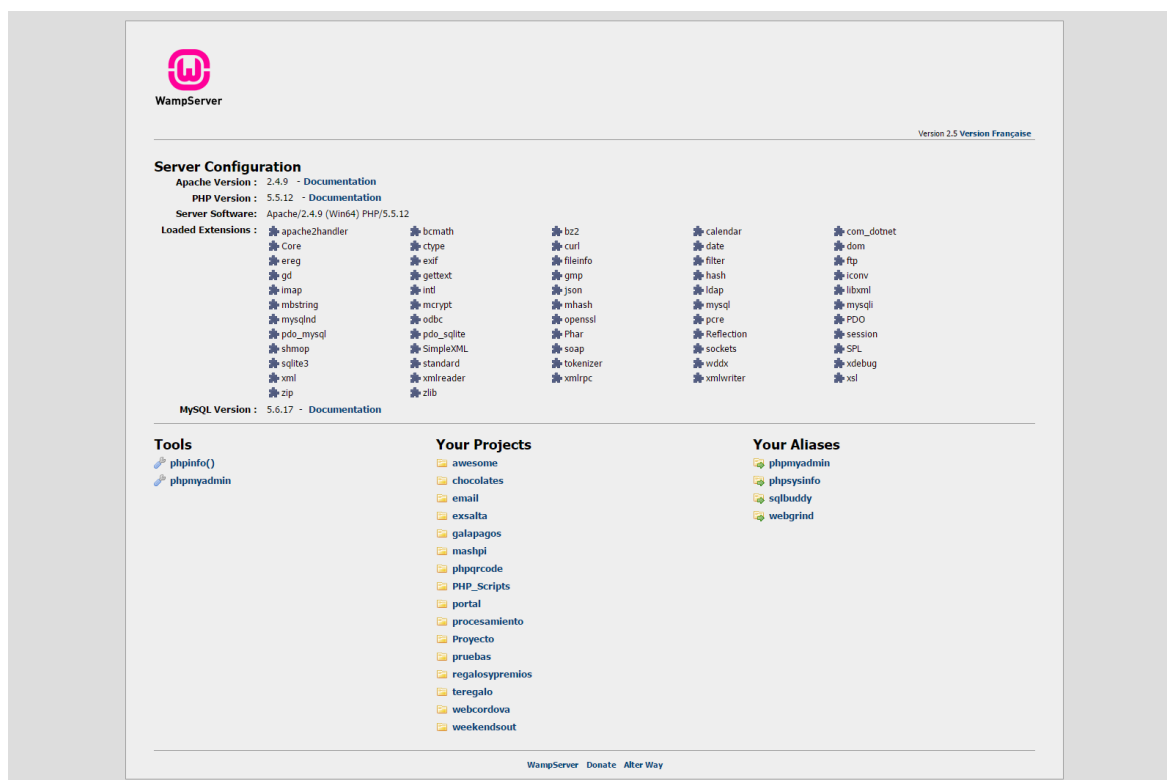 WampServer
Version 2.5 Version Française
Server Configuration
Apache Version : 2.4.9 - Documentation
PHP Version : 5.5.12 - Documentation
Server Software: Apache/2.4.9 (Win64) PHP/5.5.12
Loaded Extensions : apache2handler bcmath bz2 calendar com_dotnet
Core ctype curl date dom
ereg exif fileinfo filter ftp
gd gettext gmp hash iconv
imap intl json ldap libxml
mbstring mcrypt mhash mysql mysqli
mysqlnd odbc openssl pcre PDO
pdo_mysql pdo_sqlite Phar Reflection session
shmop SimpleXML soap sockets SPL
sqlite3 standard tokenizer wddx xdebug
xml xmlreader xmlrpc xmlwriter xsl
zip zlib
MySQL Version : 5.6.17 - Documentation
Tools
phpinfo()
phpmyadmin
Your Projects
awesome
chocolates
email
exsalta
galapagos
mashpi
phpqrcode
PHP_Scripts
portal
procesamiento
Proyecto
pruebas
regalosypremios
teregalo
webcordova
weekendsout
Your Aliases
phpmyadmin
phpsysinfo
sqlbuddy
webgrind
WampServer Donate Alter Way